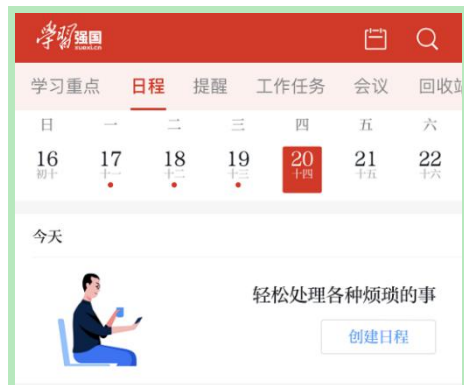 学习强国
xuexi.cn
学习重点 日程 提醒 工作任务 会议 回收站
日 一 二 三 四 五 六
16 17 18 19 20 21 22
初十 十一 十二 十三 十四 十五 十六
今天
轻松处理各种烦琐的事
创建日程